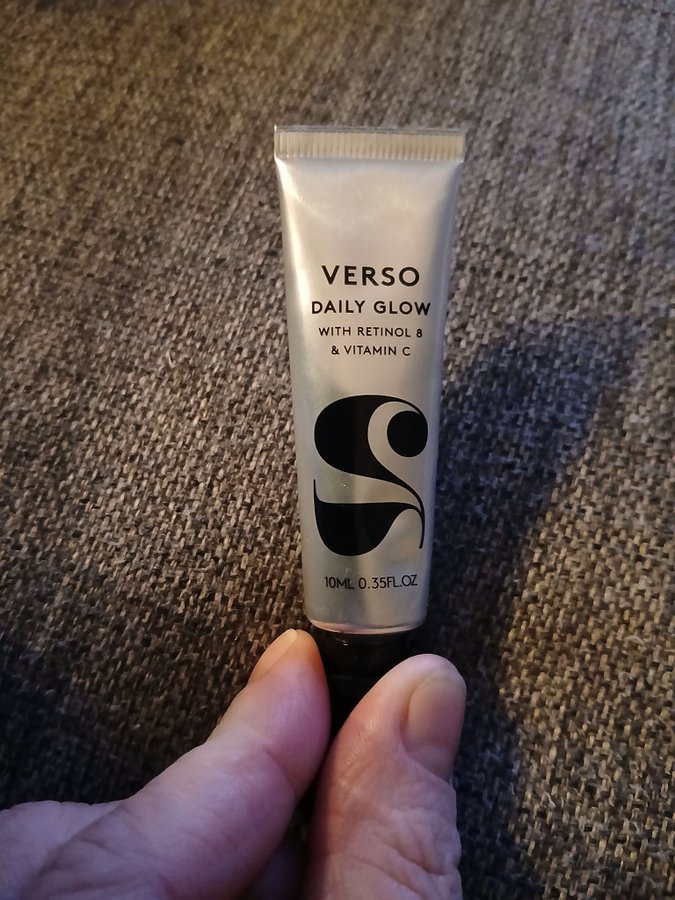 VERSO
DAILY GLOW
WITH RETINOL 8
& VITAMIN C
10ML 0.35FL.OZ